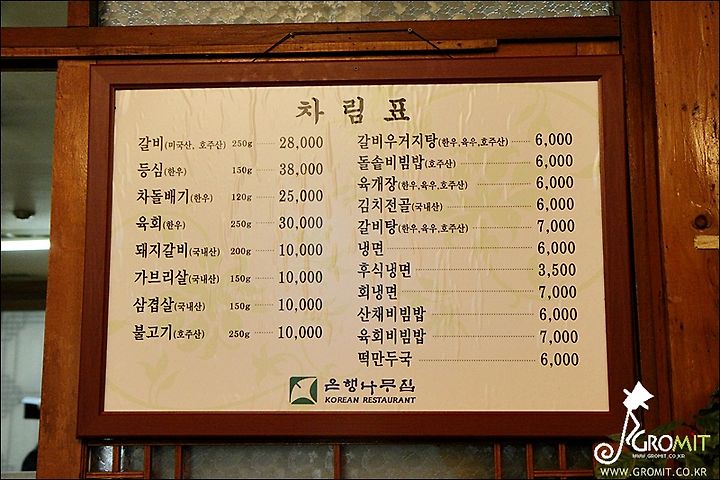 차림표
갈비(미국산, 호주산) 250g 28,000
등심(한우) 150g 38,000
차돌배기(한우) 120g 25,000
육회(한우) 250g 30,000
돼지갈비(국내산) 200g 10,000
가브리살(국내산) 150g 10,000
삼겹살(국내산) 150g 10,000
불고기(호주산) 250g 10,000
갈비우거지탕(한우,육우,호주산) 6,000
돌솥비빔밥(호주산) 6,000
육개장(한우,육우,호주산) 6,000
김치전골(국내산) 6,000
갈비탕(한우,육우,호주산) 7,000
냉면 6,000
후식냉면 3,500
회냉면 7,000
산채비빔밥 6,000
육회비빔밥 7,000
떡만두국 6,000
은행나무집
KOREAN RESTAURANT
GROMIT
WWW.GROMIT.CO.KR
WWW.GROMIT.CO.KR